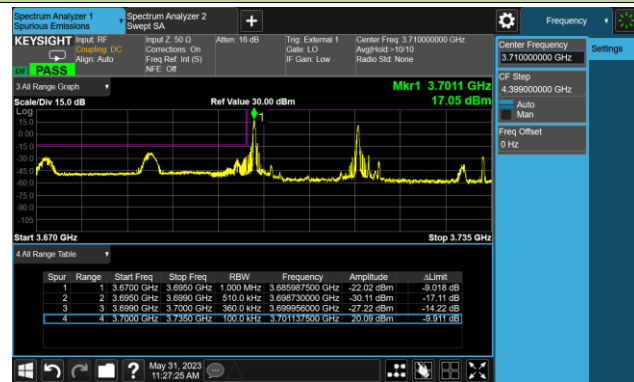 Spectrum Analyzer 1
Spurious Emissions
Spectrum Analyzer 2
Swept SA
+
Frequency
KEYSIGHT
Input: RF
Coupling: DC
Align: Auto
Input Z: 50 Ω
Corrections: On
Freq Ref: Int (S)
NFE: Off
Atten: 16 dB
Trig: External 1
Gate: LO
IF Gain: Low
Center Freq: 3.710000000 GHz
Avg|Hold:>10/10
Radio Std: None
PASS
Center Frequency
3.710000000 GHz
Settings
CF Step
4.399000000 GHz
Auto
Man
Freq Offset
0 Hz
3 All Range Graph
Mkr1 3.7011 GHz
17.05 dBm
Scale/Div 15.0 dB
Ref Value 30.00 dBm
Log
15.0
0.00
-15.0
-30.0
-45.0
-60.0
-75.0
-90.0
-105
1
Start 3.670 GHz
Stop 3.735 GHz
4 All Range Table
Spur Range Start Freq Stop Freq RBW Frequency Amplitude ΔLimit
1 1 3.6700 GHz 3.6950 GHz 1.000 MHz 3.685987500 GHz -22.02 dBm -9.018 dB
2 2 3.6950 GHz 3.6990 GHz 510.0 kHz 3.698730000 GHz -30.11 dBm -17.11 dB
3 3 3.6990 GHz 3.7000 GHz 360.0 kHz 3.699956000 GHz -27.22 dBm -14.22 dB
4 4 3.7000 GHz 3.7350 GHz 100.0 kHz 3.701137500 GHz 20.09 dBm -9.911 dB
?
May 31, 2023
11:27:25 AM